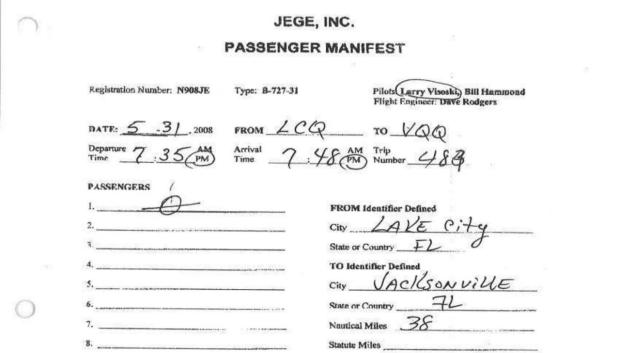 JEGE, INC.
PASSENGER MANIFEST
Registration Number: N908JE Type: B-727-31 Pilots: Larry Visoski, Bill Hammond
Flight Engineer: Dave Rodgers
DATE: 5 - 31, 2008 FROM LCQ TO VQQ
Departure Time 7:35 AM PM Arrival Time 7:48 AM PM Trip Number 483
PASSENGERS
1. 0
2.
3.
4.
5.
6.
7.
8.
FROM Identifier Defined
City LAKE City
State or Country FL
TO Identifier Defined
City JACKSONVILLE
State or Country FL
Nautical Miles 38
Statute Miles